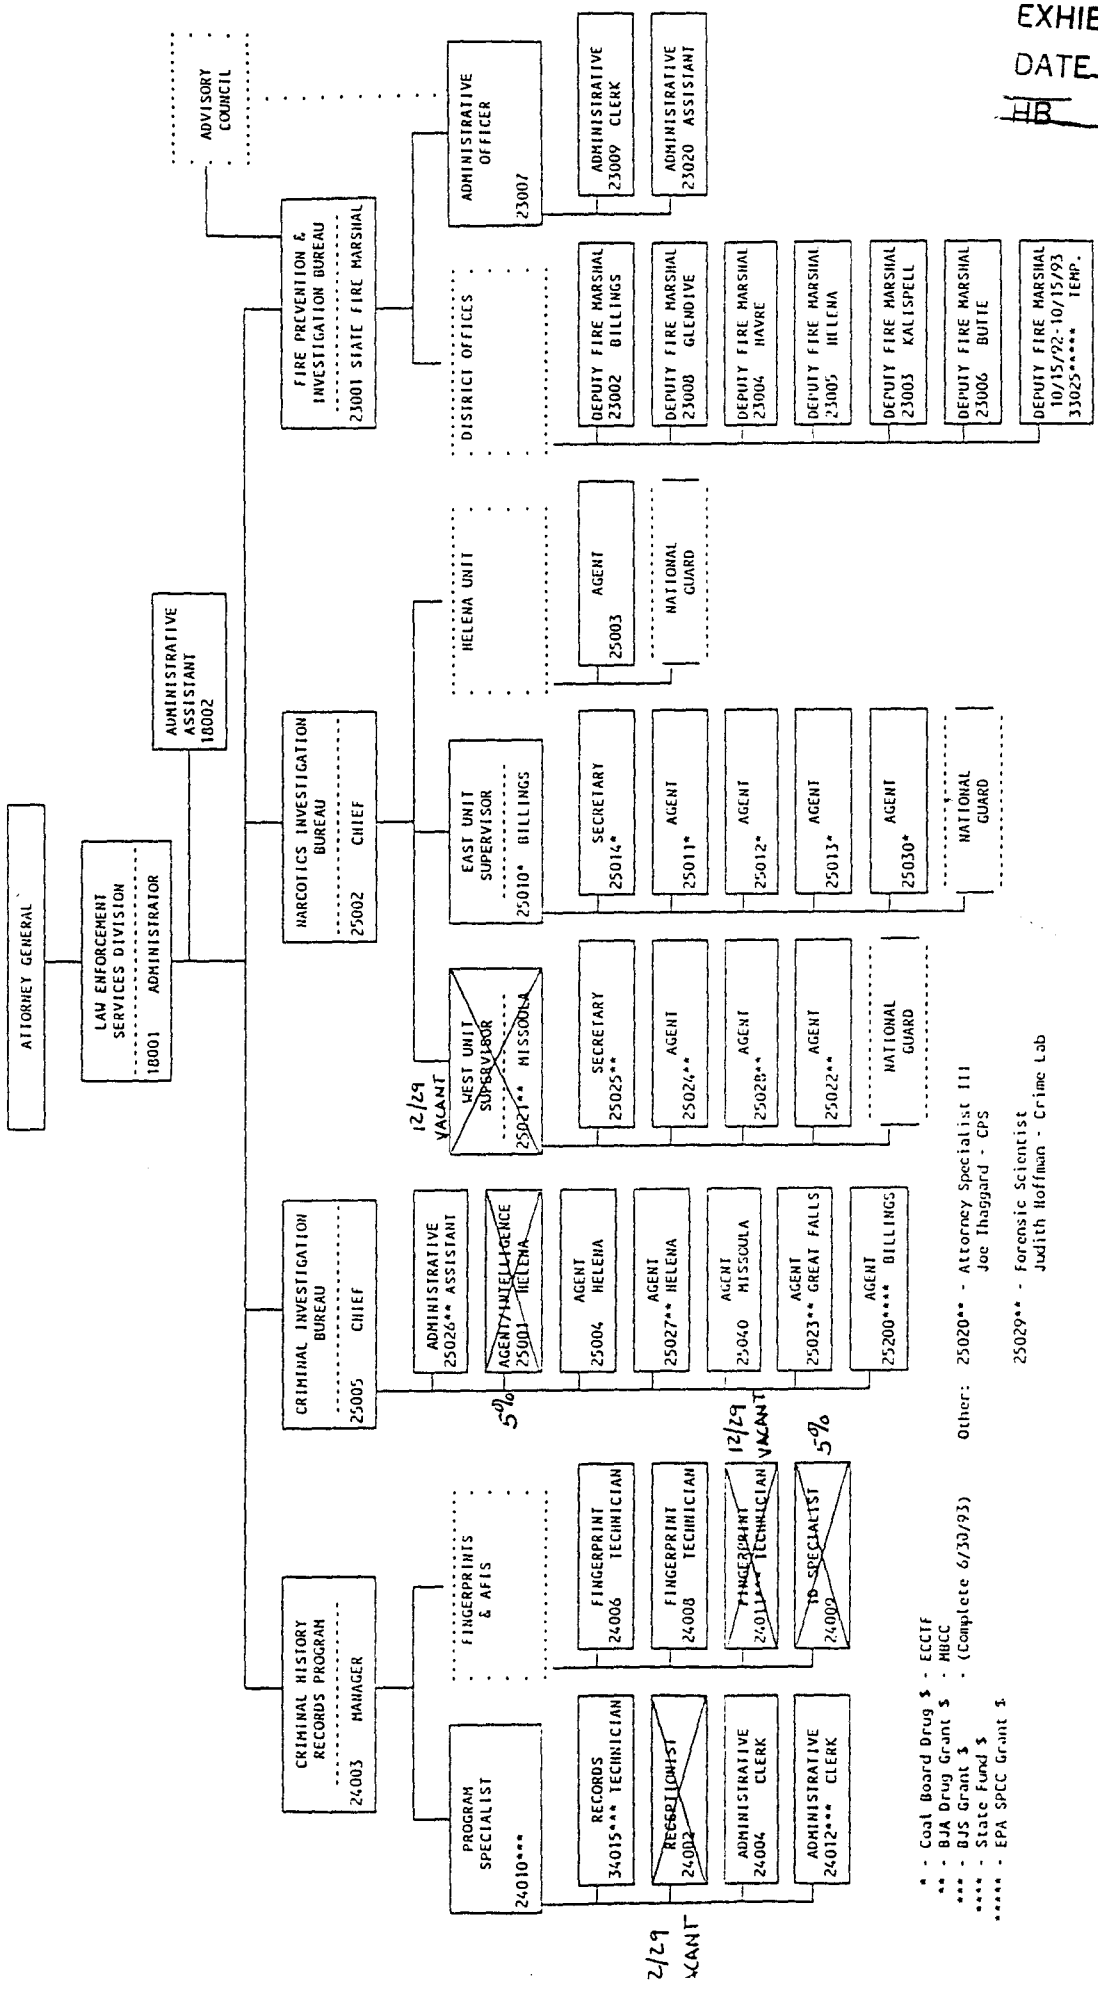 EXHIB
DATE
HB
ATTORNEY GENERAL
LAW ENFORCEMENT
SERVICES DIVISION
18001 ADMINISTRATOR
ADMINISTRATIVE
ASSISTANT
18002
CRIMINAL HISTORY
RECORDS PROGRAM
24003 MANAGER
PROGRAM
SPECIALIST
24010***
RECORDS
34015*** TECHNICIAN
2/29
ACANT
RECEPTIONIST
24002
ADMINISTRATIVE
24004 CLERK
ADMINISTRATIVE
24012*** CLERK
FINGERPRINTS
& AFIS
FINGERPRINT
24006 TECHNICIAN
FINGERPRINT
24008 TECHNICIAN
12/29
VACANT
FINGERPRINT
24011*** TECHNICIAN
5%
ID SPECIALIST
24009
CRIMINAL INVESTIGATION
BUREAU
25005 CHIEF
ADMINISTRATIVE
25026** ASSISTANT
5%
AGENT/INTELLIGENCE
25001 HELENA
AGENT
25004 HELENA
AGENT
25027** HELENA
AGENT
25040 MISSOULA
AGENT
25023** GREAT FALLS
AGENT
25200**** BILLINGS
NARCOTICS INVESTIGATION
BUREAU
25002 CHIEF
12/29
VACANT
WEST UNIT
SUPERVISOR
25021** MISSOULA
SECRETARY
25025**
AGENT
25024**
AGENT
25028**
AGENT
25022**
NATIONAL
GUARD
EAST UNIT
SUPERVISOR
25010* BILLINGS
SECRETARY
25014*
AGENT
25011*
AGENT
25012*
AGENT
25013*
AGENT
25030*
NATIONAL
GUARD
HELENA UNIT
AGENT
25003
NATIONAL
GUARD
FIRE PREVENTION &
INVESTIGATION BUREAU
23001 STATE FIRE MARSHAL
ADVISORY
COUNCIL
DISTRICT OFFICES
DEPUTY FIRE MARSHAL
23002 BILLINGS
DEPUTY FIRE MARSHAL
23008 GLENDIVE
DEPUTY FIRE MARSHAL
23004 HAVRE
DEPUTY FIRE MARSHAL
23005 HELENA
DEPUTY FIRE MARSHAL
23003 KALISPELL
DEPUTY FIRE MARSHAL
23006 BUTTE
DEPUTY FIRE MARSHAL
10/15/92-10/15/93
33025***** TEMP.
ADMINISTRATIVE
OFFICER
23007
ADMINISTRATIVE
23009 CLERK
ADMINISTRATIVE
23020 ASSISTANT
* - Coal Board Drug $ - ECCTF
** - BJA Drug Grant $ - MBCC
*** - BJS Grant $ - (Complete 6/30/93)
**** - State Fund $
***** - EPA SPCC Grant $
Other: 25020** - Attorney Specialist III
Joe Thaggard - CPS
25029** - Forensic Scientist
Judith Hoffman - Crime Lab